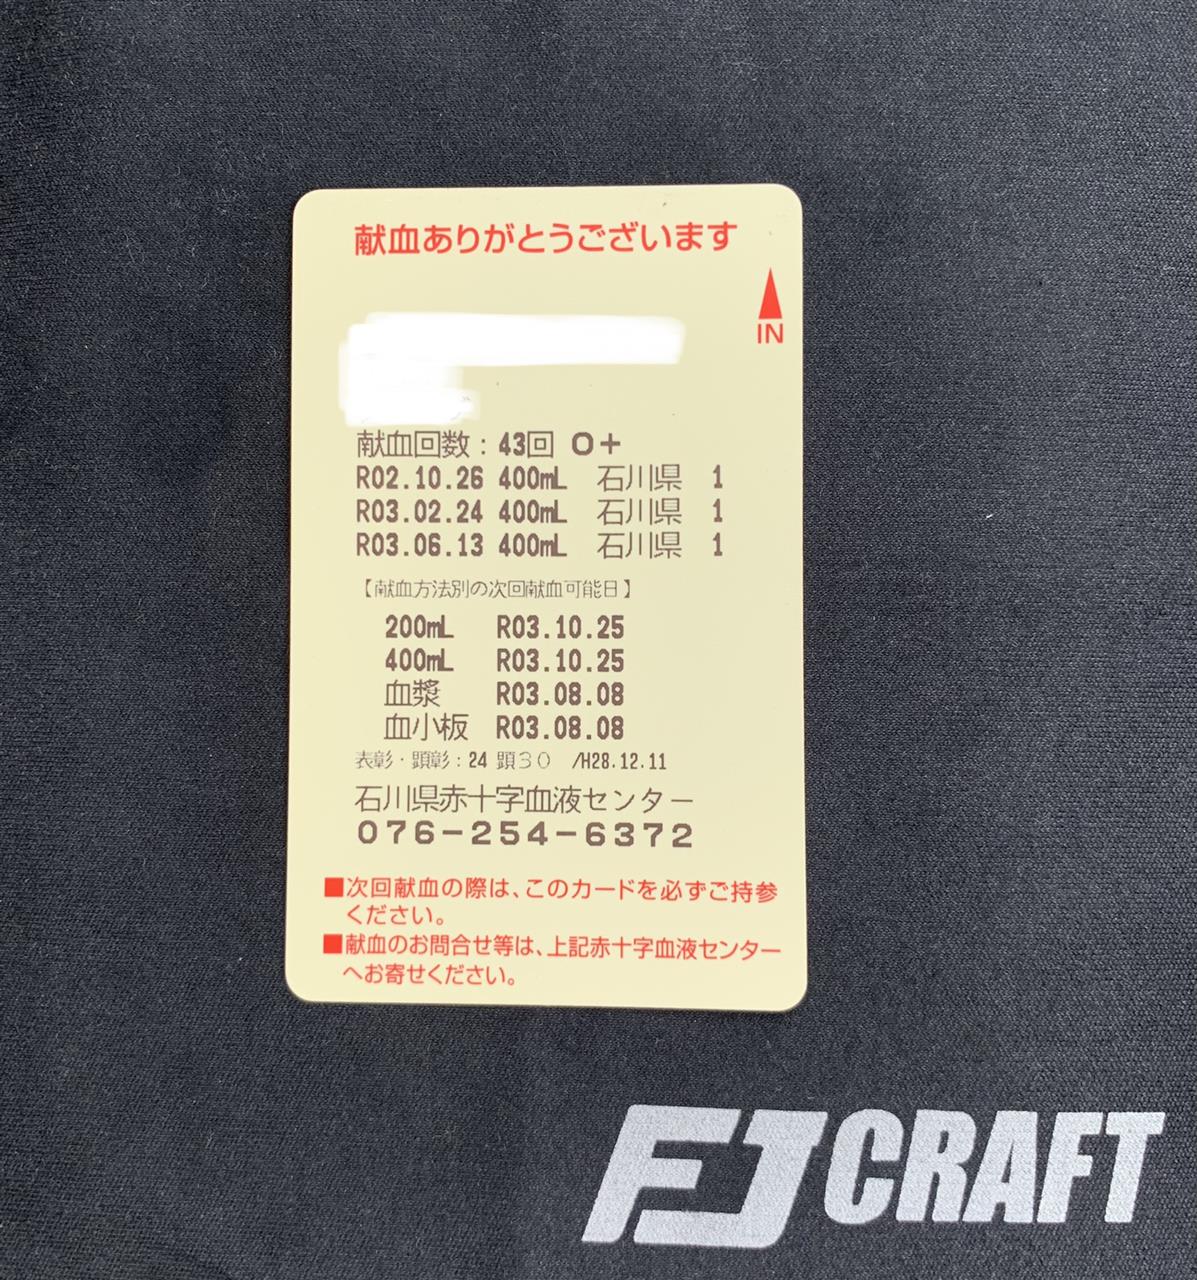 献血ありがとうございます
IN
献血回数：43回 O+
R02.10.26 400mL 石川県 1
R03.02.24 400mL 石川県 1
R03.06.13 400mL 石川県 1
【献血方法別の次回献血可能日】
200mL R03.10.25
400mL R03.10.25
血漿 R03.08.08
血小板 R03.08.08
表彰・顕彰：24 顕30 /H28.12.11
石川県赤十字血液センター
076-254-6372
■次回献血の際は、このカードを必ずご持参
ください。
■献血のお問合せ等は、上記赤十字血液センター
へお寄せください。
FJ CRAFT